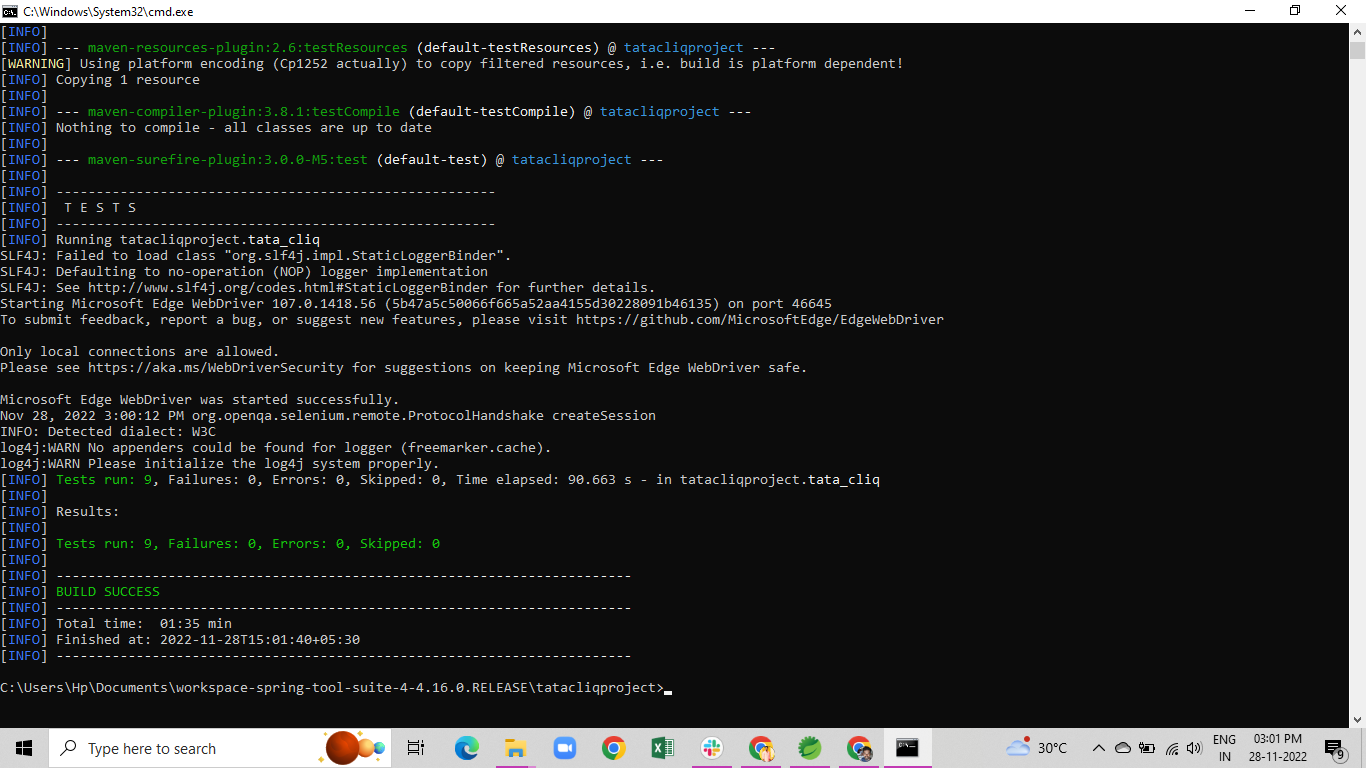 C:\Windows\System32\cmd.exe
[INFO]
[INFO] --- maven-resources-plugin:2.6:testResources (default-testResources) @ tatacliqproject ---
[WARNING] Using platform encoding (Cp1252 actually) to copy filtered resources, i.e. build is platform dependent!
[INFO] Copying 1 resource
[INFO]
[INFO] --- maven-compiler-plugin:3.8.1:testCompile (default-testCompile) @ tatacliqproject ---
[INFO] Nothing to compile - all classes are up to date
[INFO]
[INFO] --- maven-surefire-plugin:3.0.0-M5:test (default-test) @ tatacliqproject ---
[INFO]
[INFO] -------------------------------------------------------
[INFO]  T E S T S
[INFO] -------------------------------------------------------
[INFO] Running tatacliqproject.tata_cliq
SLF4J: Failed to load class "org.slf4j.impl.StaticLoggerBinder".
SLF4J: Defaulting to no-operation (NOP) logger implementation
SLF4J: See http://www.slf4j.org/codes.html#StaticLoggerBinder for further details.
Starting Microsoft Edge WebDriver 107.0.1418.56 (5b47a5c50066f665a52aa4155d30228091b46135) on port 46645
To submit feedback, report a bug, or suggest new features, please visit https://github.com/MicrosoftEdge/EdgeWebDriver
Only local connections are allowed.
Please see https://aka.ms/WebDriverSecurity for suggestions on keeping Microsoft Edge WebDriver safe.
Microsoft Edge WebDriver was started successfully.
Nov 28, 2022 3:00:12 PM org.openqa.selenium.remote.ProtocolHandshake createSession
INFO: Detected dialect: W3C
log4j:WARN No appenders could be found for logger (freemarker.cache).
log4j:WARN Please initialize the log4j system properly.
[INFO] Tests run: 9, Failures: 0, Errors: 0, Skipped: 0, Time elapsed: 90.663 s - in tatacliqproject.tata_cliq
[INFO]
[INFO] Results:
[INFO]
[INFO] Tests run: 9, Failures: 0, Errors: 0, Skipped: 0
[INFO]
[INFO] ------------------------------------------------------------------------
[INFO] BUILD SUCCESS
[INFO] ------------------------------------------------------------------------
[INFO] Total time:  01:35 min
[INFO] Finished at: 2022-11-28T15:01:40+05:30
[INFO] ------------------------------------------------------------------------
C:\Users\Hp\Documents\workspace-spring-tool-suite-4-4.16.0.RELEASE\tatacliqproject>
Type here to search
30°C
ENG
IN
03:01 PM
28-11-2022
9